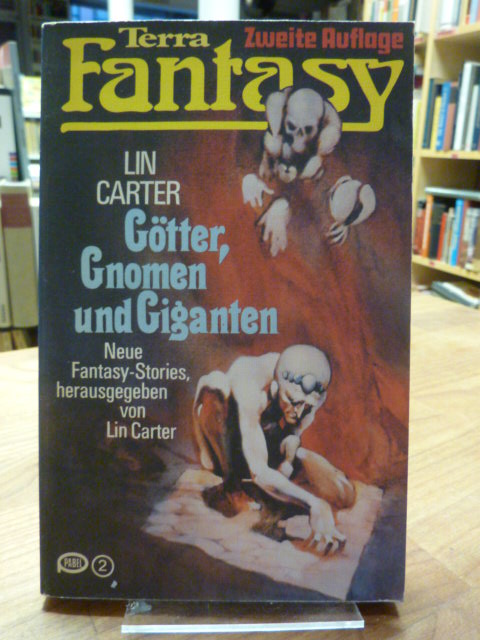 Terra
Zweite Auflage
Fantasy
LIN
CARTER
Götter,
Gnomen
und Giganten
Neue
Fantasy-Stories,
herausgegeben
von
Lin Carter
PABEL 2